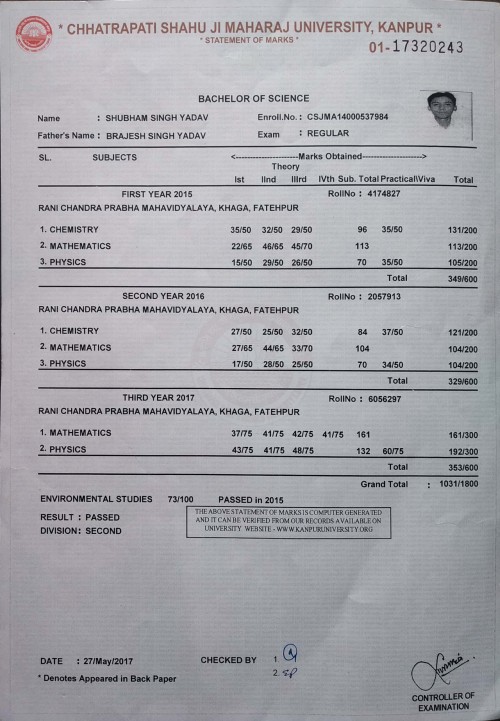 * CHHATRAPATI SHAHU JI MAHARAJ UNIVERSITY, KANPUR *
* STATEMENT OF MARKS *
01-17320243
BACHELOR OF SCIENCE
Name : SHUBHAM SINGH YADAV Enroll.No. : CSJMA14000537984
Father's Name : BRAJESH SINGH YADAV Exam : REGULAR
SL. SUBJECTS <----------------------Marks Obtained--------------------->
Theory
Ist IInd IIIrd IVth Sub. Total Practical\Viva Total
FIRST YEAR 2015 RollNo : 4174827
RANI CHANDRA PRABHA MAHAVIDYALAYA, KHAGA, FATEHPUR
1. CHEMISTRY 35/50 32/50 29/50 96 35/50 131/200
2. MATHEMATICS 22/65 46/65 45/70 113 113/200
3. PHYSICS 15/50 29/50 26/50 70 35/50 105/200
Total 349/600
SECOND YEAR 2016 RollNo : 2057913
RANI CHANDRA PRABHA MAHAVIDYALAYA, KHAGA, FATEHPUR
1. CHEMISTRY 27/50 25/50 32/50 84 37/50 121/200
2. MATHEMATICS 27/65 44/65 33/70 104 104/200
3. PHYSICS 17/50 28/50 25/50 70 34/50 104/200
Total 329/600
THIRD YEAR 2017 RollNo : 6056297
RANI CHANDRA PRABHA MAHAVIDYALAYA, KHAGA, FATEHPUR
1. MATHEMATICS 37/75 41/75 42/75 41/75 161 161/300
2. PHYSICS 43/75 41/75 48/75 132 60/75 192/300
Total 353/600
Grand Total : 1031/1800
ENVIRONMENTAL STUDIES 73/100 PASSED in 2015
RESULT : PASSED
DIVISION : SECOND
THE ABOVE STATEMENT OF MARKS IS COMPUTER GENERATED
AND IT CAN BE VERIFIED FROM OUR RECORDS AVAILABLE ON
UNIVERSITY WEBSITE - WWW.KANPURUNIVERSITY.ORG
DATE : 27/May/2017 CHECKED BY 1
2 SP
* Denotes Appeared in Back Paper
CONTROLLER OF
EXAMINATION